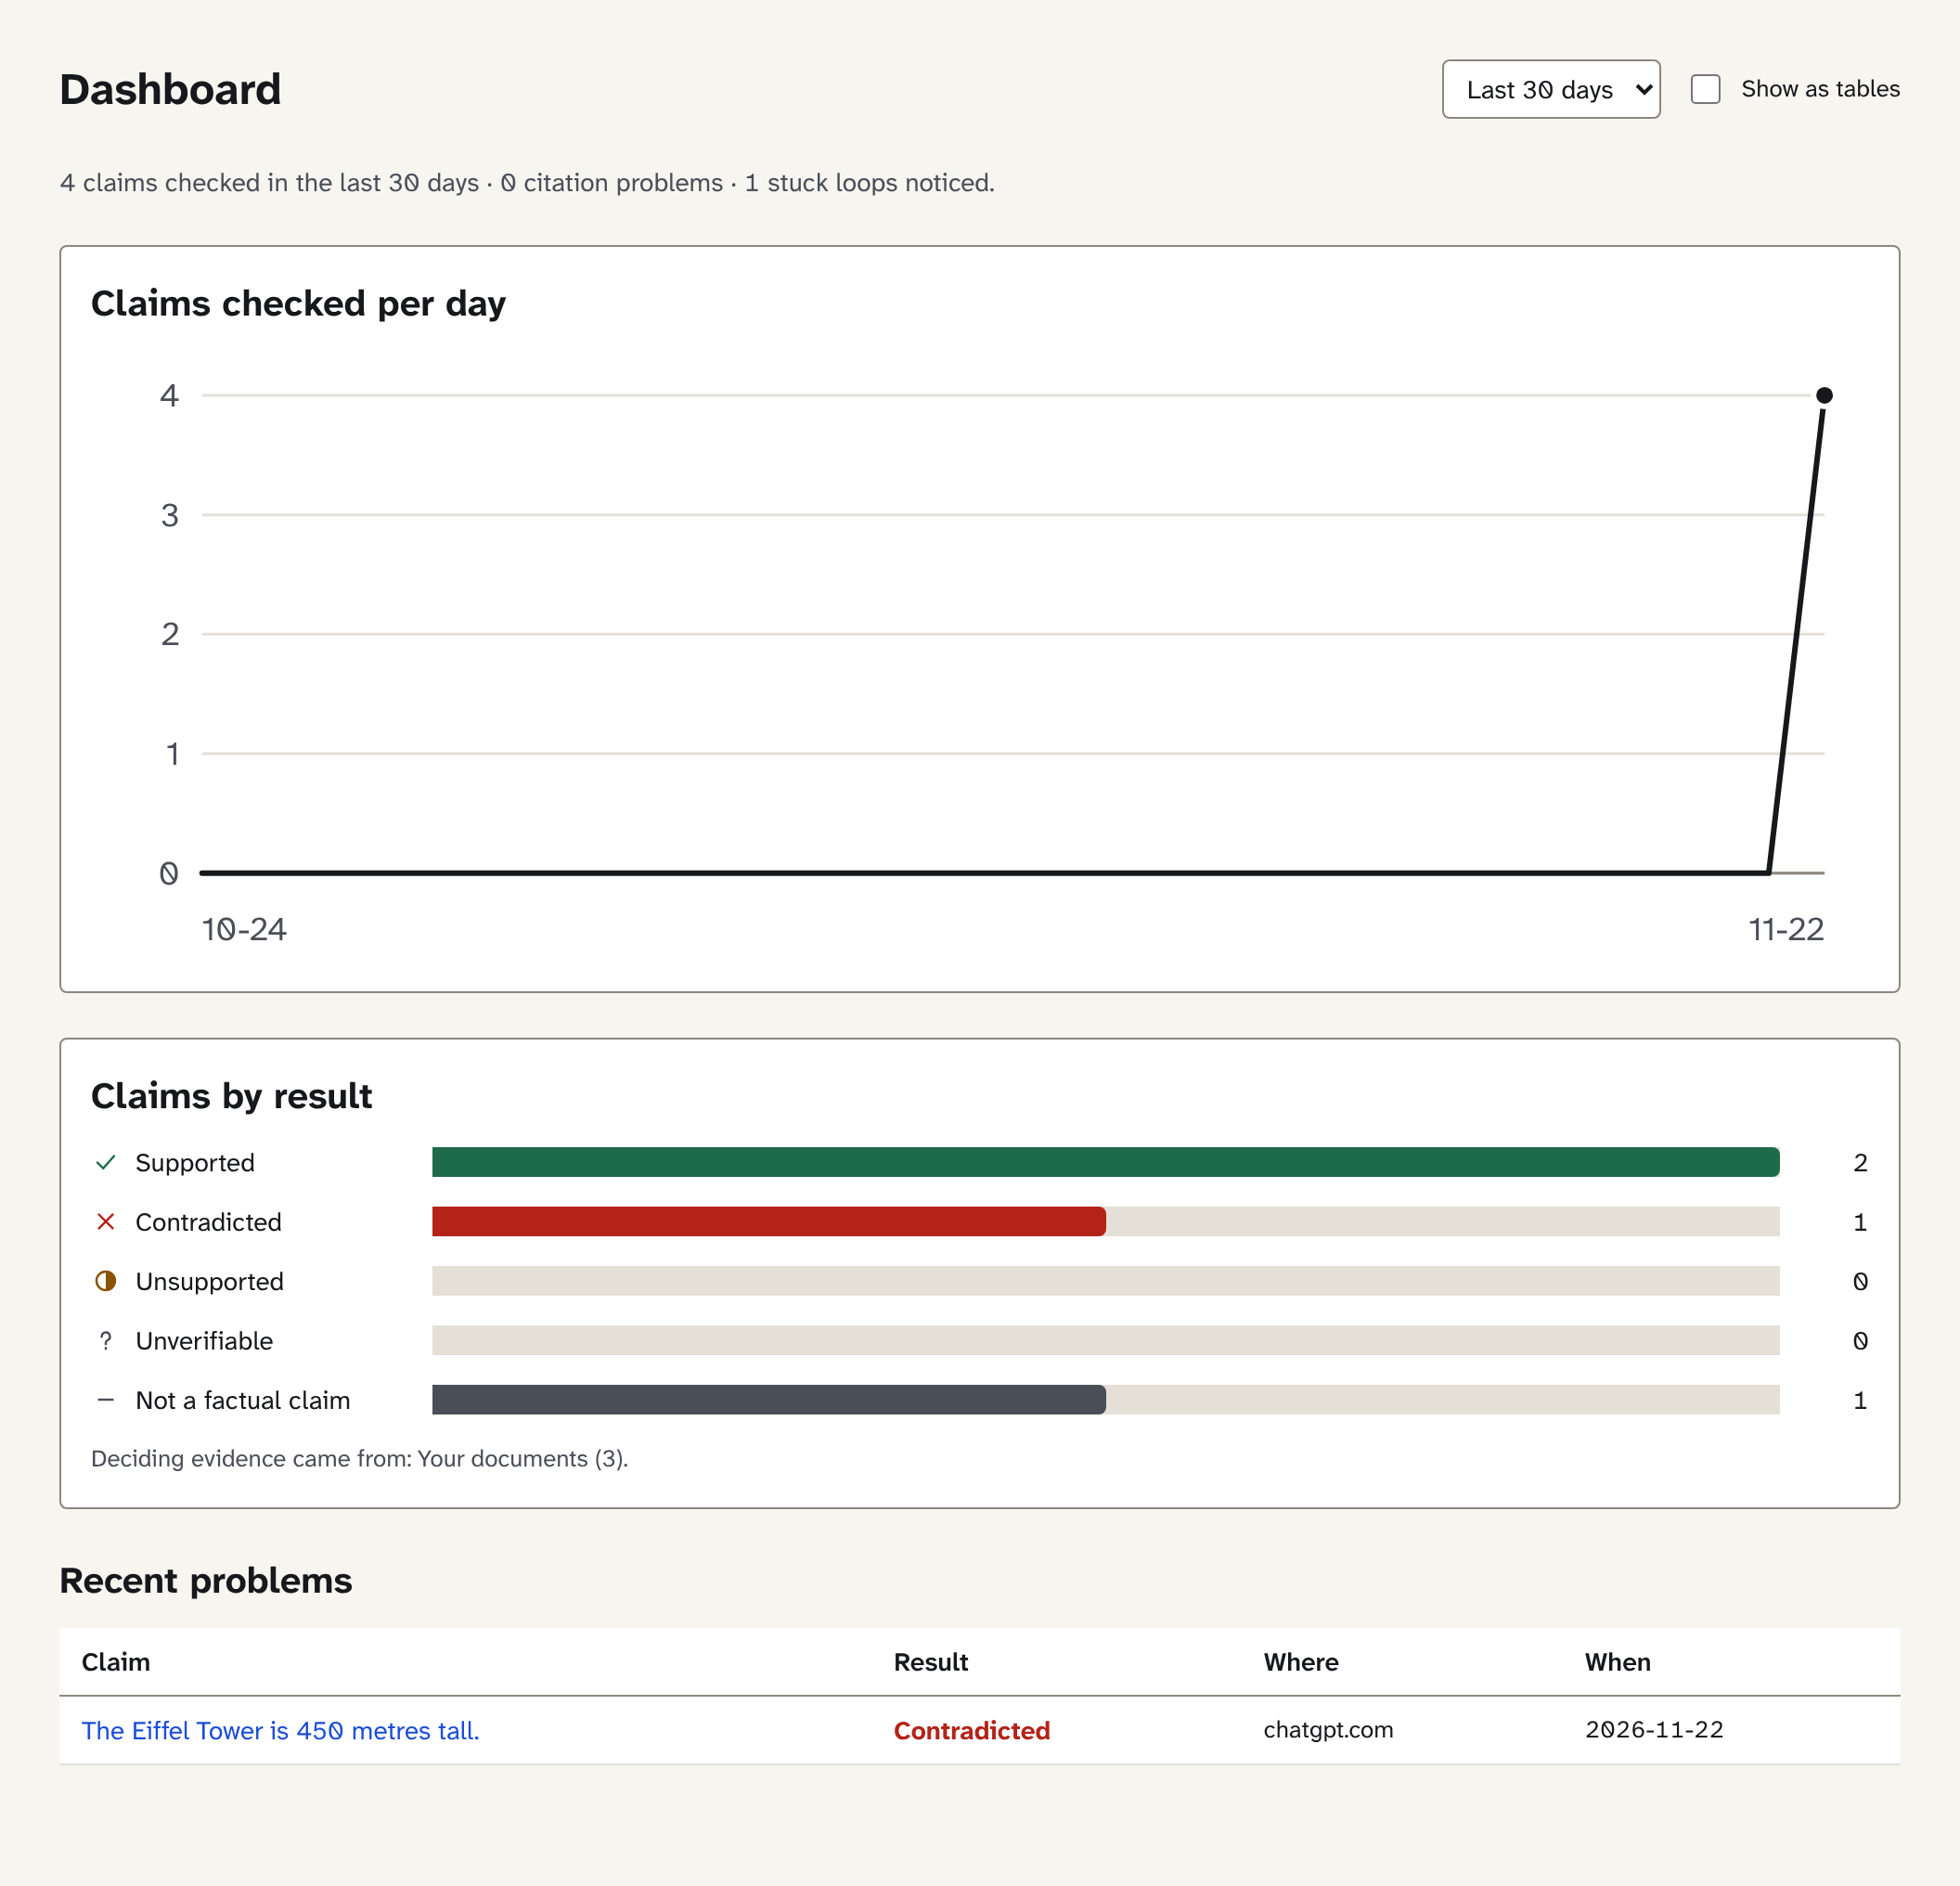 Dashboard
Last 30 days
Show as tables
4 claims checked in the last 30 days · 0 citation problems · 1 stuck loops noticed.
Claims checked per day
4
3
2
1
0
10-24 11-22
Claims by result
Supported 2
Contradicted 1
Unsupported 0
? Unverifiable 0
Not a factual claim 1
Deciding evidence came from: Your documents (3).
Recent problems
Claim Result Where When
The Eiffel Tower is 450 metres tall. Contradicted chatgpt.com 2026-11-22